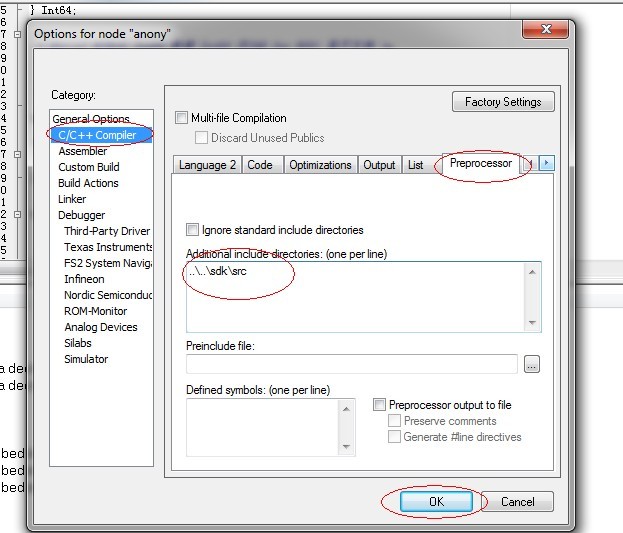 } Int64;
Options for node "anony"
Category:
General Options
C/C++ Compiler
Assembler
Custom Build
Build Actions
Linker
Debugger
Third-Party Driver
Texas Instruments
FS2 System Naviga
Infineon
Nordic Semiconduc
ROM-Monitor
Analog Devices
Silabs
Simulator
Factory Settings
Multi-file Compilation
Discard Unused Publics
Language 2 Code Optimizations Output List Preprocessor
Ignore standard include directories
Additional include directories: (one per line)
..\..\sdk\src
Preinclude file:
...
Defined symbols: (one per line)
Preprocessor output to file
Preserve comments
Generate #line directives
OK Cancel
a dec
a dec
bed
bed
bed